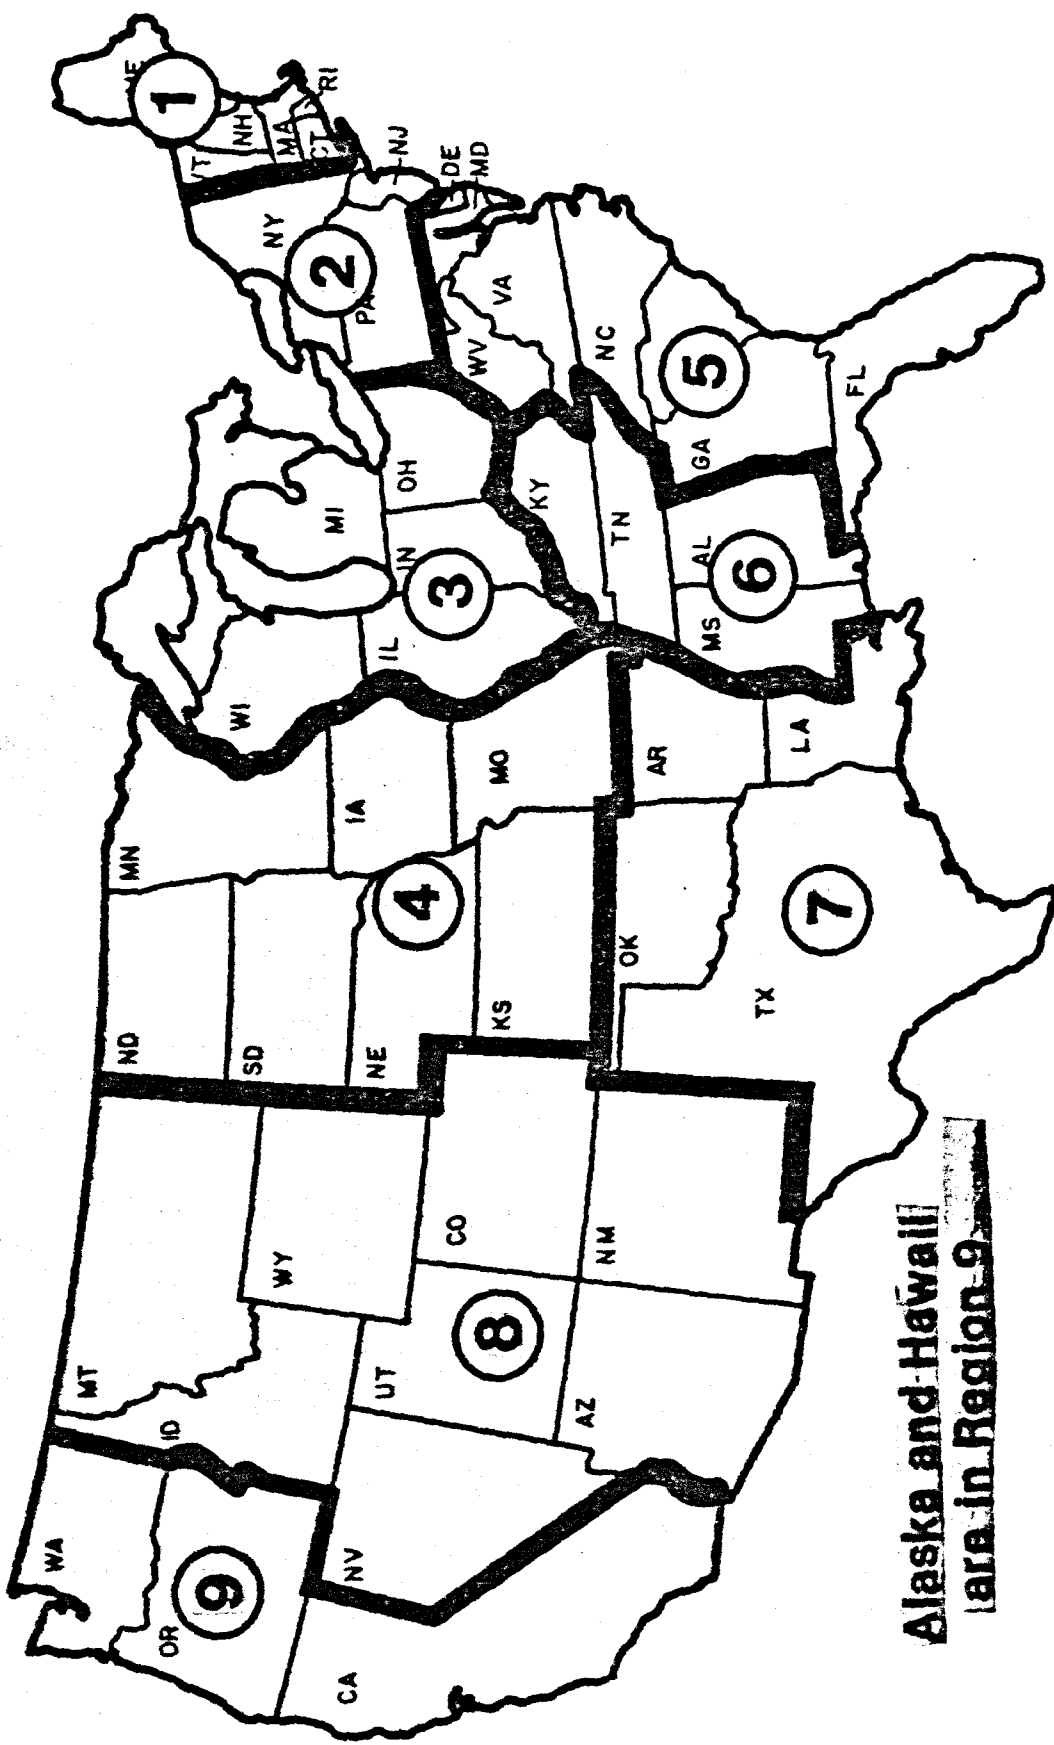 WA
OR
9
CA
NV
ID
MT
WY
UT
8
CO
AZ
NM
ND
SD
NE
4
KS
MN
IA
MO
OK
TX
7
AR
LA
WI
IL
3
IN
MI
OH
KY
TN
MS
AL
6
GA
5
FL
NC
VA
WV
2
PA
NY
NJ
DE
MD
VT
NH
MA
CT
RI
1
ME
Alaska and Hawaii
are in Region 9